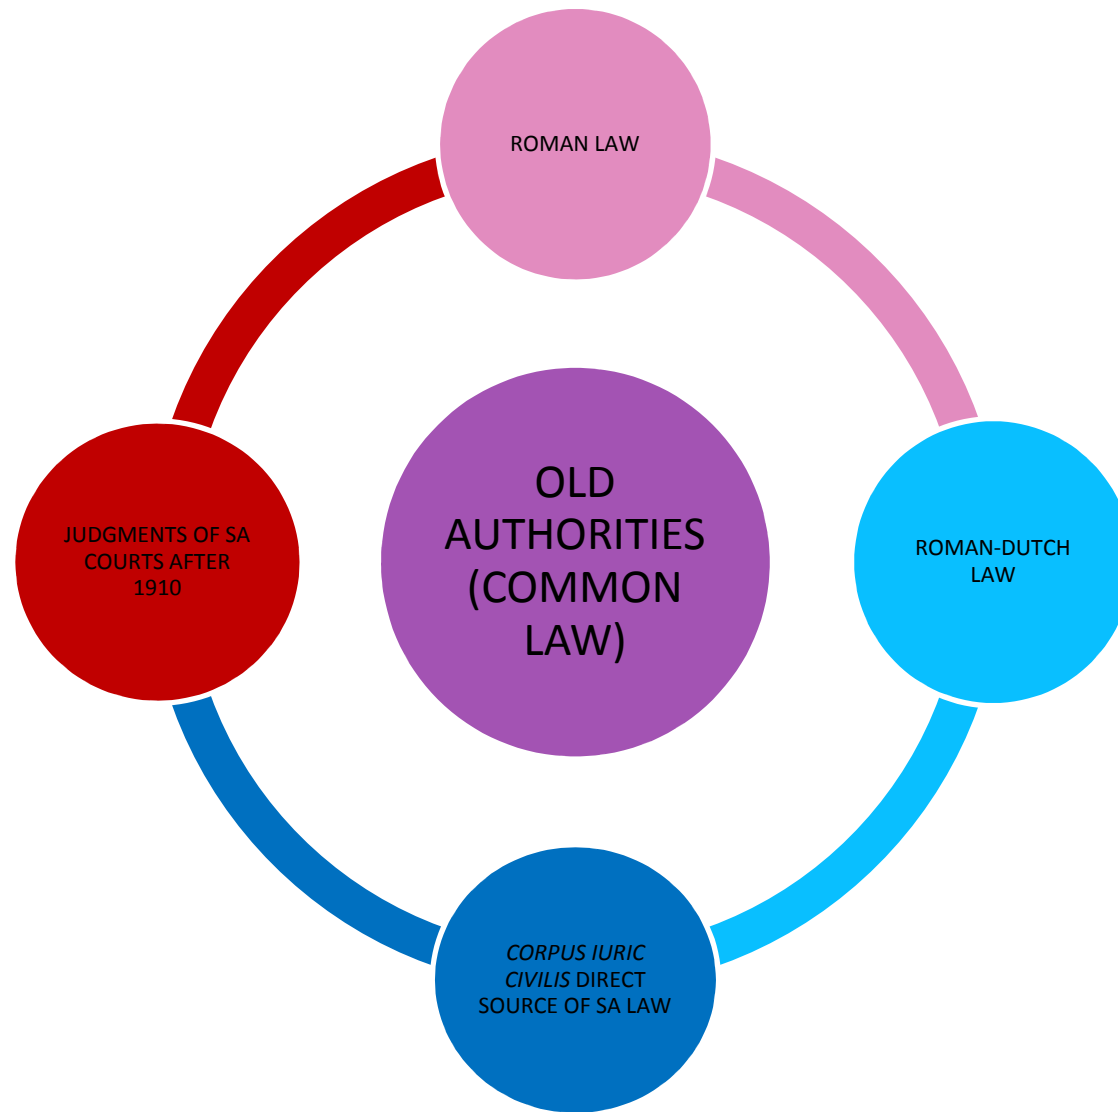 ROMAN LAW
OLD
AUTHORITIES
(COMMON
LAW)
JUDGMENTS OF SA
COURTS AFTER
1910
ROMAN-DUTCH
LAW
CORPUS IURIC
CIVILIS DIRECT
SOURCE OF SA LAW